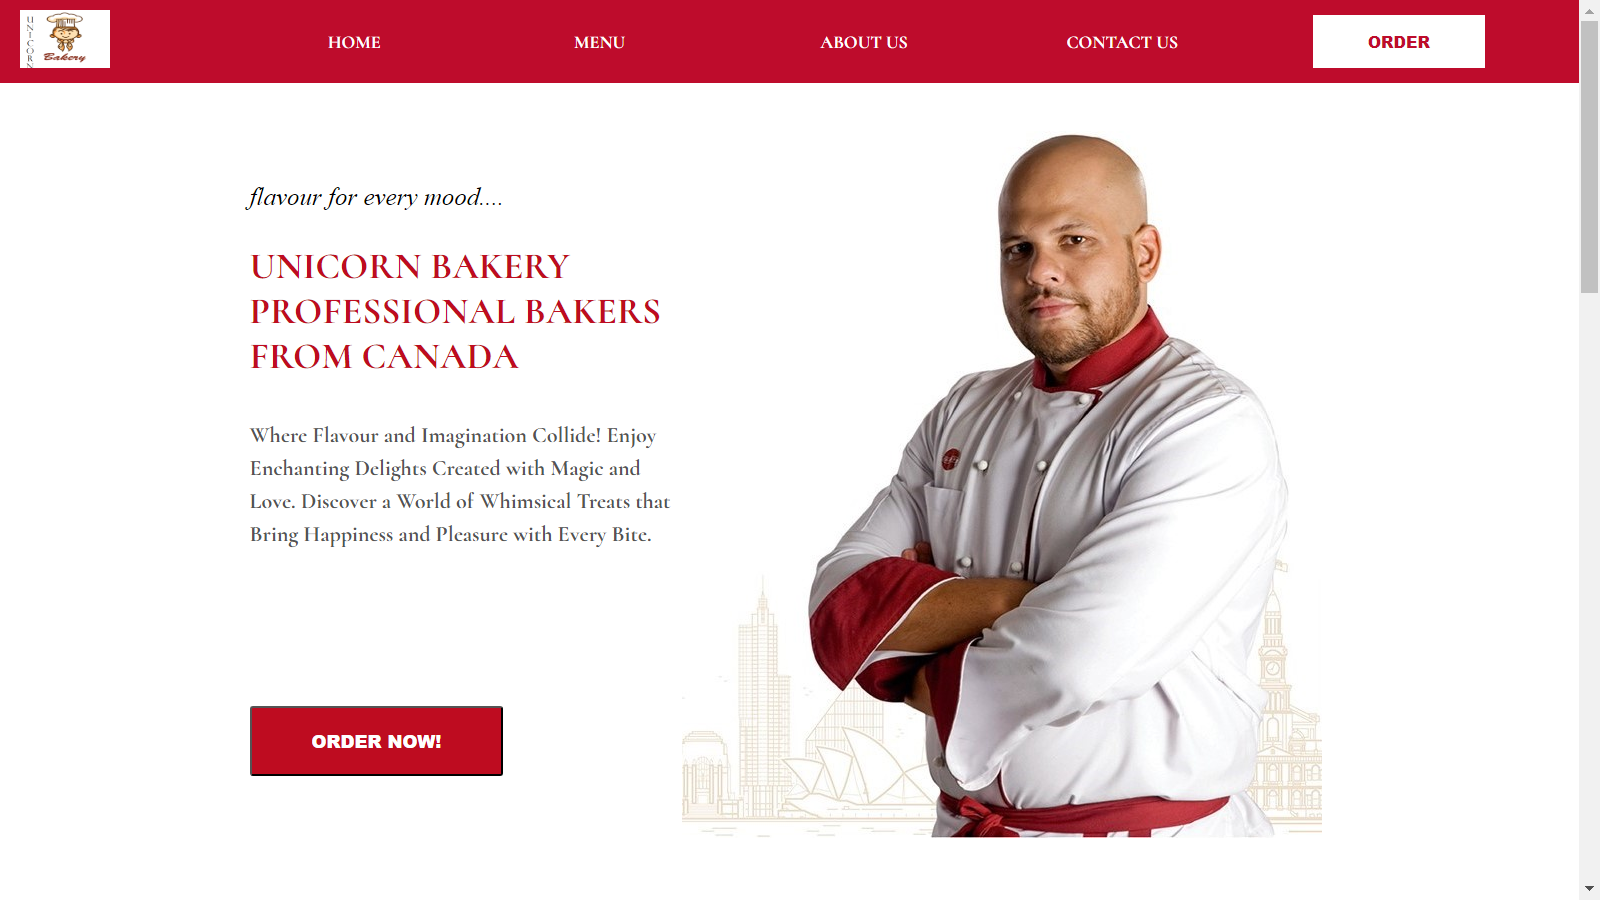 UNICORN
Bakery
HOME
MENU
ABOUT US
CONTACT US
ORDER
flavour for every mood....
UNICORN BAKERY
PROFESSIONAL BAKERS
FROM CANADA
Where Flavour and Imagination Collide! Enjoy
Enchanting Delights Created with Magic and
Love. Discover a World of Whimsical Treats that
Bring Happiness and Pleasure with Every Bite.
ORDER NOW!